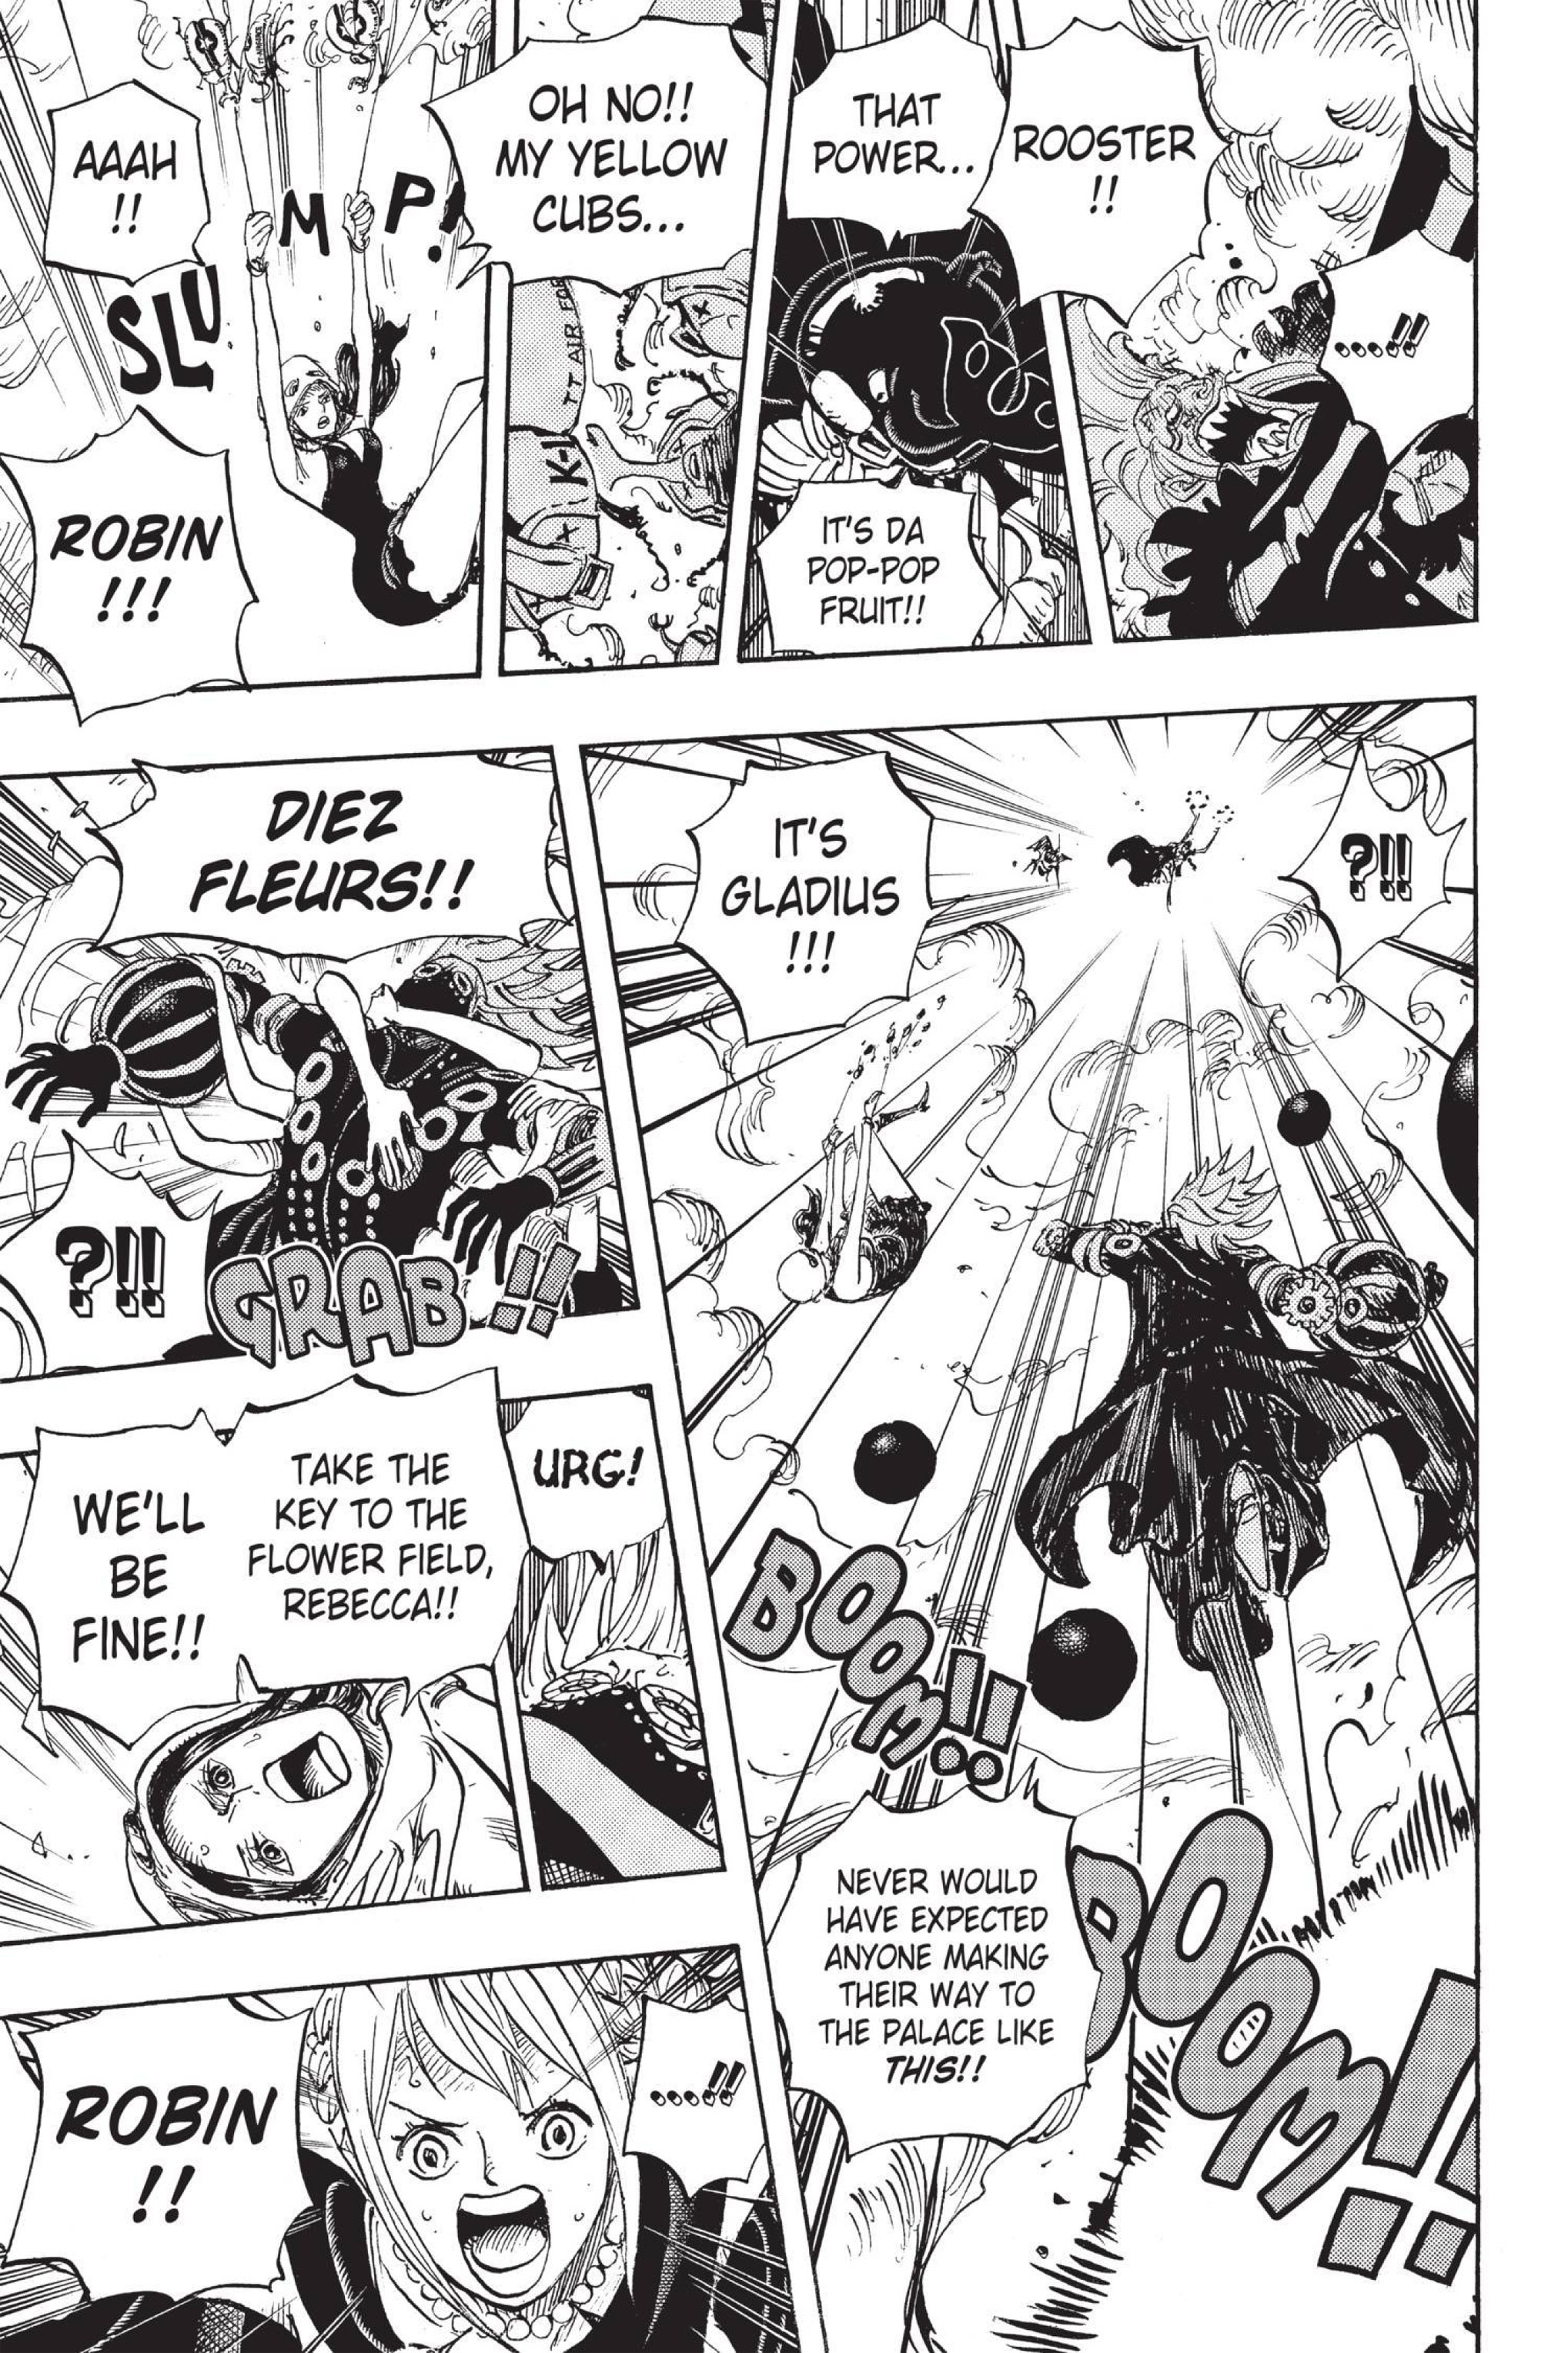 ROOSTER
!!
....!!
THAT
POWER...
IT'S DA
POP-POP
FRUIT!!
OH NO!!
MY YELLOW
CUBS...
TT AIR FOR
K-I
SLUMP!
AAAH
!!
ROBIN
!!!
?!!
IT'S
GLADIUS
!!!
BOOM!!
BOOM!!
NEVER WOULD
HAVE EXPECTED
ANYONE MAKING
THEIR WAY TO
THE PALACE LIKE
THIS!!
DIEZ
FLEURS!!
?!!
GRAB!!
URG!
TAKE THE
KEY TO THE
FLOWER FIELD,
REBECCA!!
WE'LL
BE
FINE!!
....!!
ROBIN
!!